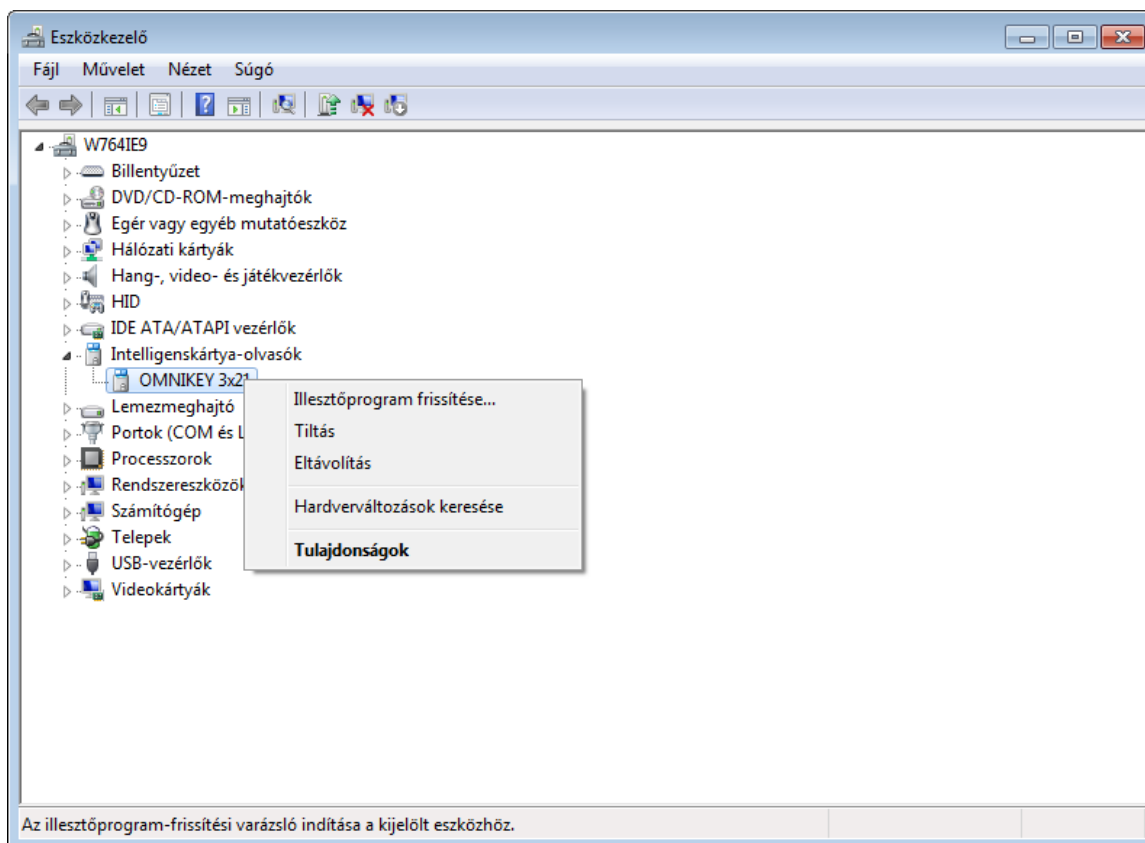 Eszközkezelő
Fájl Művelet Nézet Súgó
W764IE9
Billentyűzet
DVD/CD-ROM-meghajtók
Egér vagy egyéb mutatóeszköz
Hálózati kártyák
Hang-, video- és játékvezérlők
HID
IDE ATA/ATAPI vezérlők
Intelligenskártya-olvasók
OMNIKEY 3x21
Lemezmeghajtó
Portok (COM és L
Processzorok
Rendszereszközök
Számítógép
Telepek
USB-vezérlők
Videokártyák
Illesztőprogram frissítése...
Tiltás
Eltávolítás
Hardverváltozások keresése
Tulajdonságok
Az illesztőprogram-frissítési varázsló indítása a kijelölt eszközhöz.